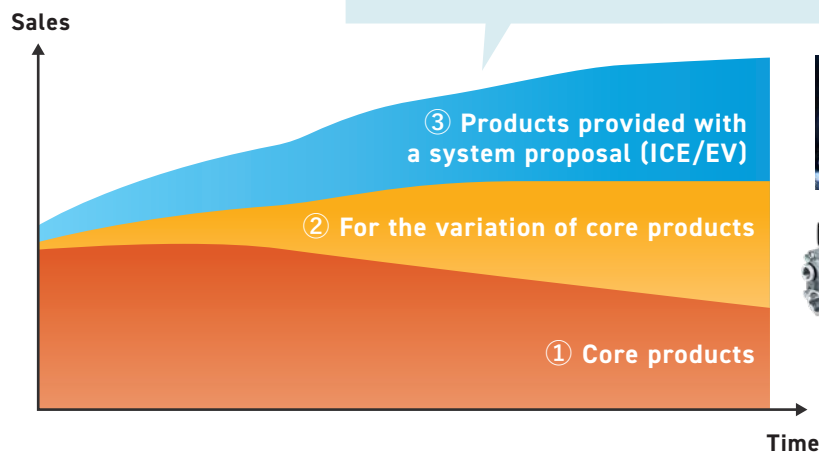 Sales
③ Products provided with
a system proposal (ICE/EV)
② For the variation of core products
① Core products
Time